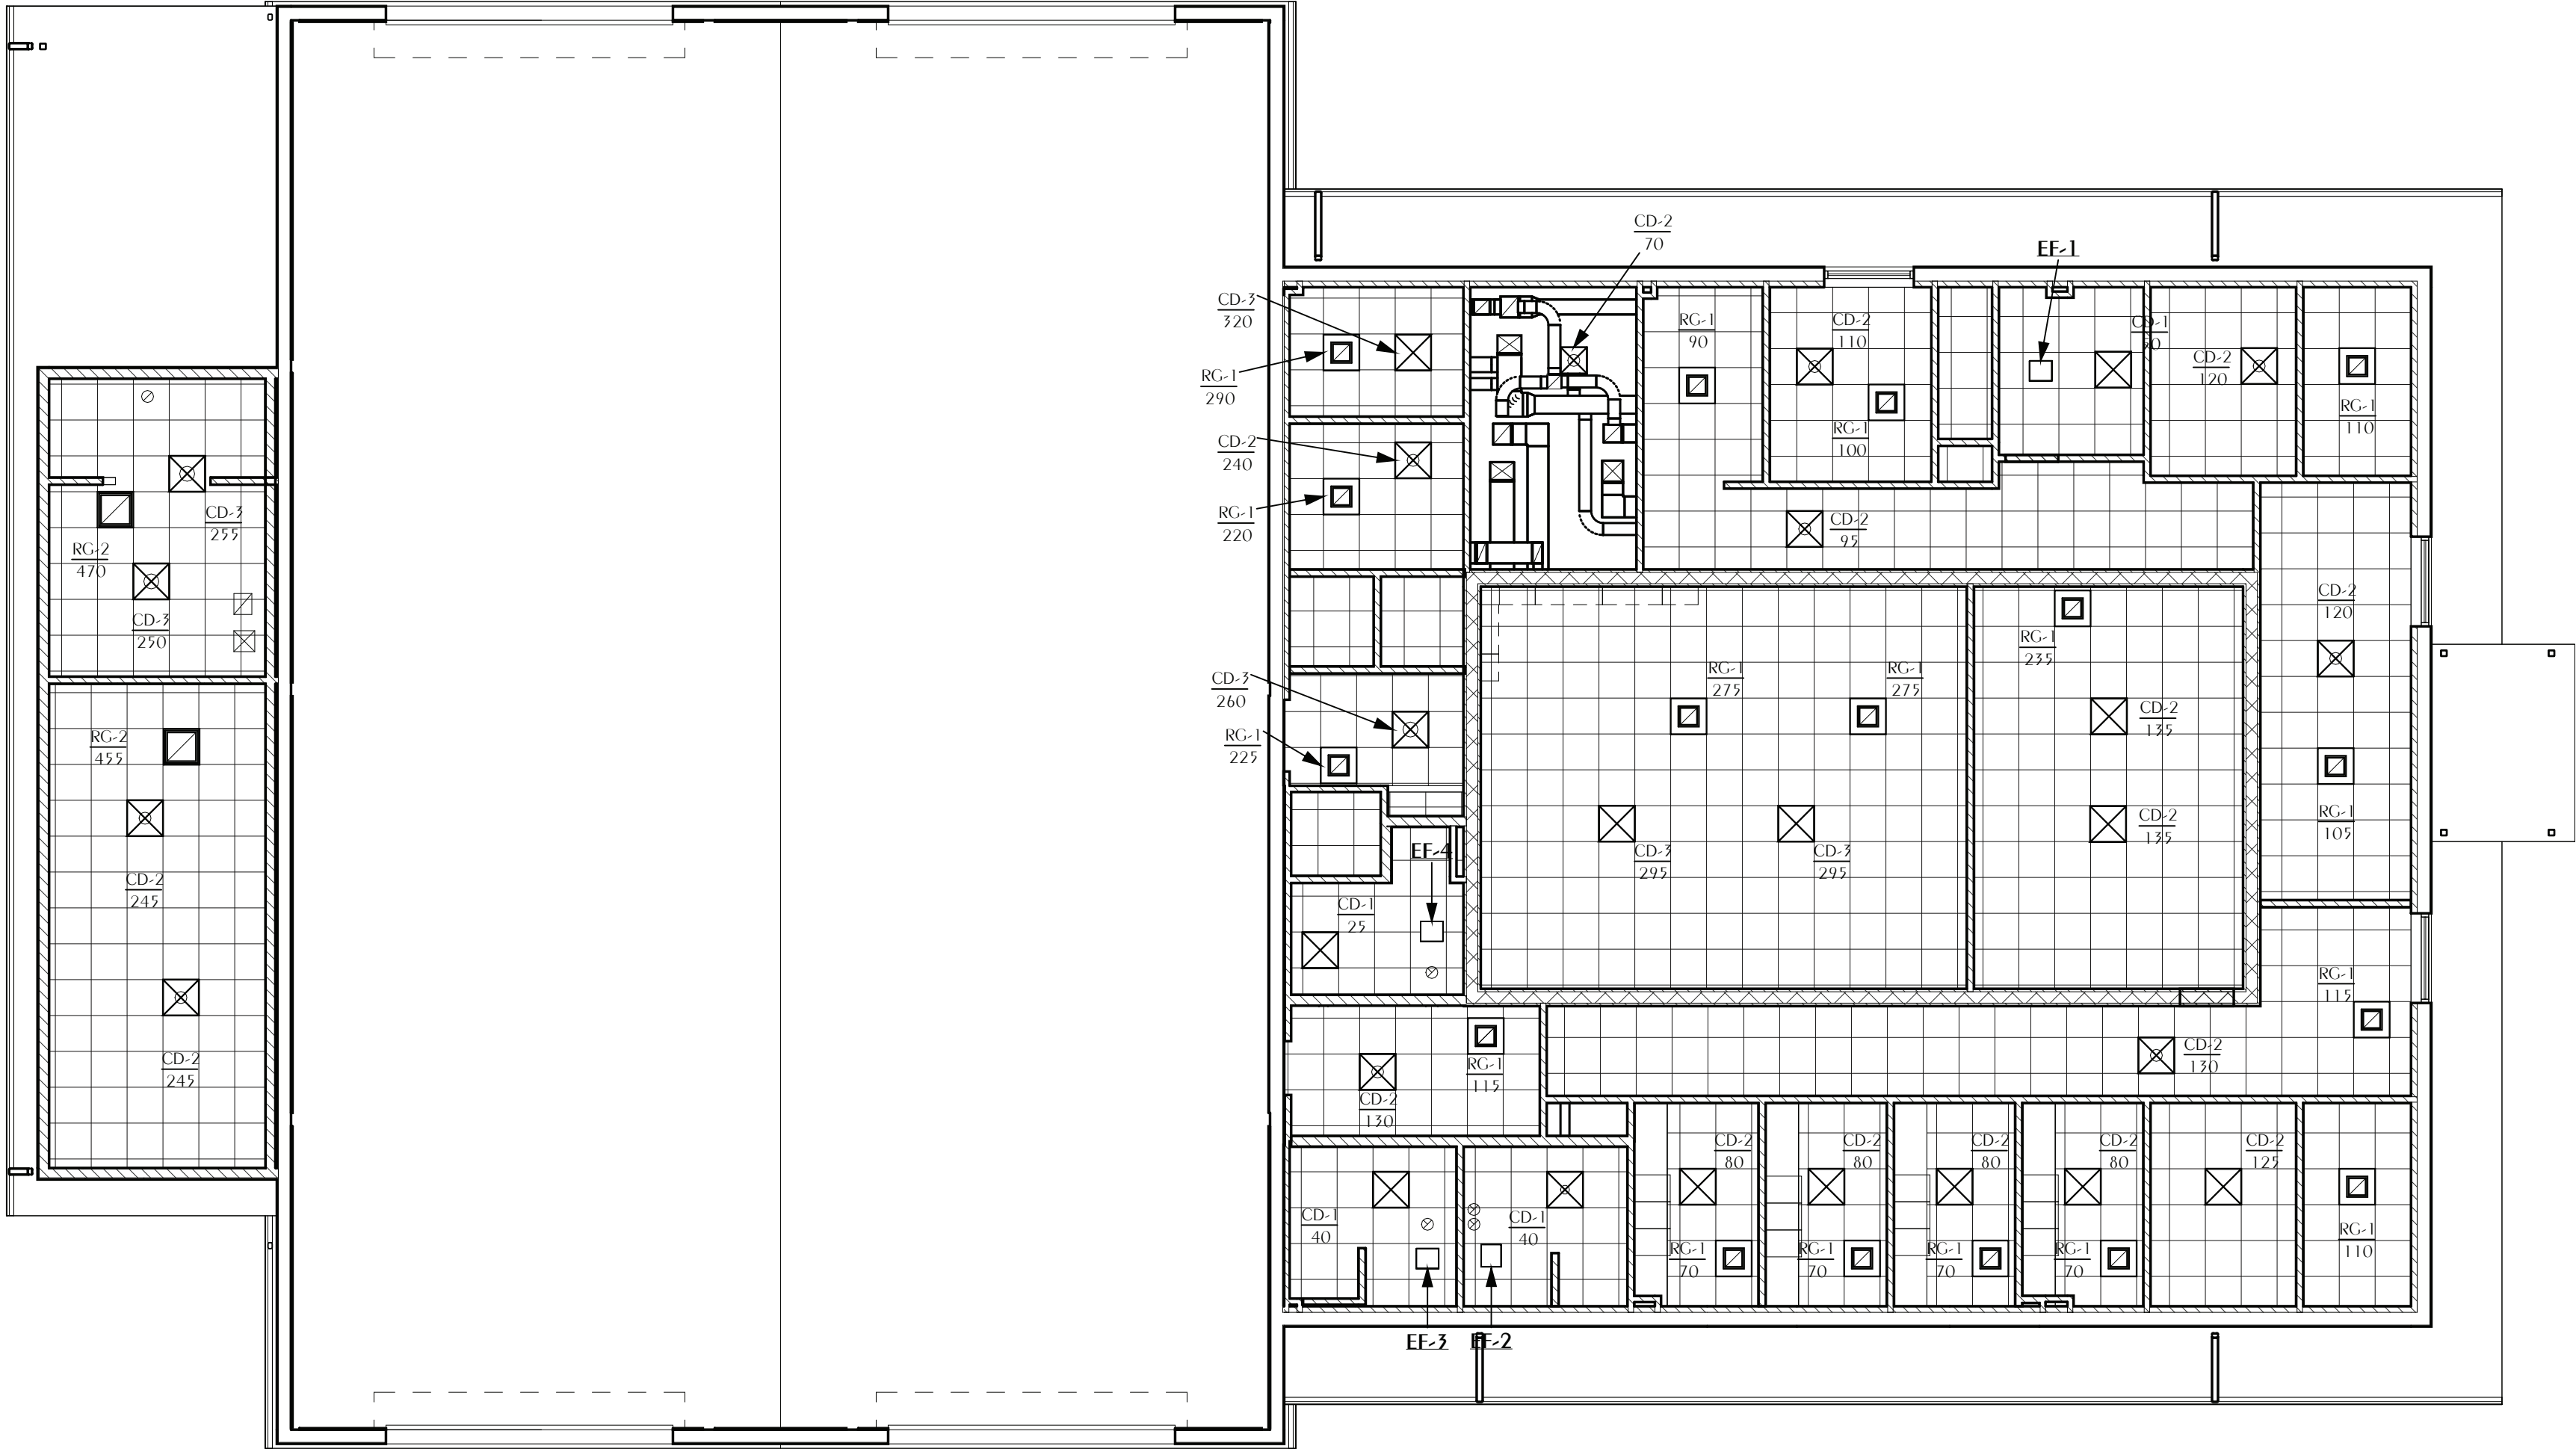 CD-2
70
EF-1
CD-3
320
RG-1
290
RG-1
90
CD-2
110
RG-1
100
CD-1
CD-2
120
RG-1
110
CD-2
240
RG-1
220
CD-3
255
RG-2
470
CD-3
250
CD-2
95
CD-2
120
RG-1
235
RG-1
275
RG-1
275
CD-3
260
RG-1
225
CD-2
135
RG-2
455
CD-2
135
RG-1
105
EF-4
CD-3
295
CD-3
295
CD-2
245
CD-1
25
RG-1
115
CD-2
130
CD-2
245
RG-1
115
CD-2
130
CD-2
80
CD-2
80
CD-2
80
CD-2
80
CD-2
125
CD-1
40
CD-1
40
RG-1
70
RG-1
70
RG-1
70
RG-1
70
RG-1
110
EF-3
EF-2